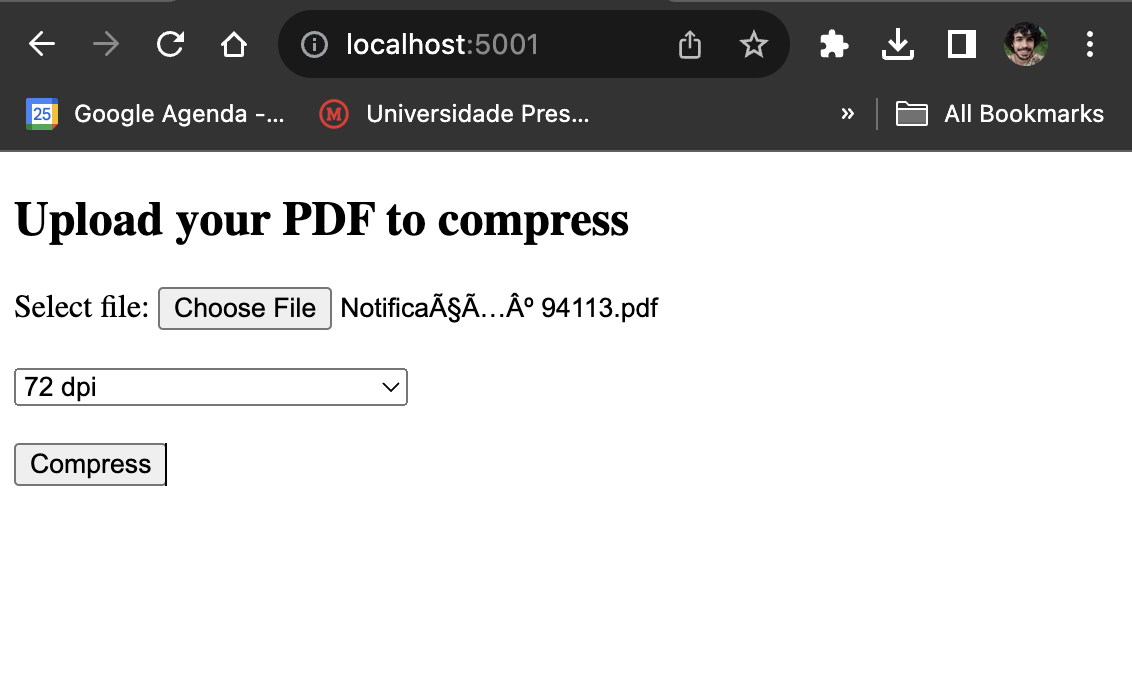 localhost:5001
25 Google Agenda -... M Universidade Pres... » All Bookmarks
Upload your PDF to compress
Select file: Choose File NotificaÃ§Ã…Âº 94113.pdf
72 dpi
Compress